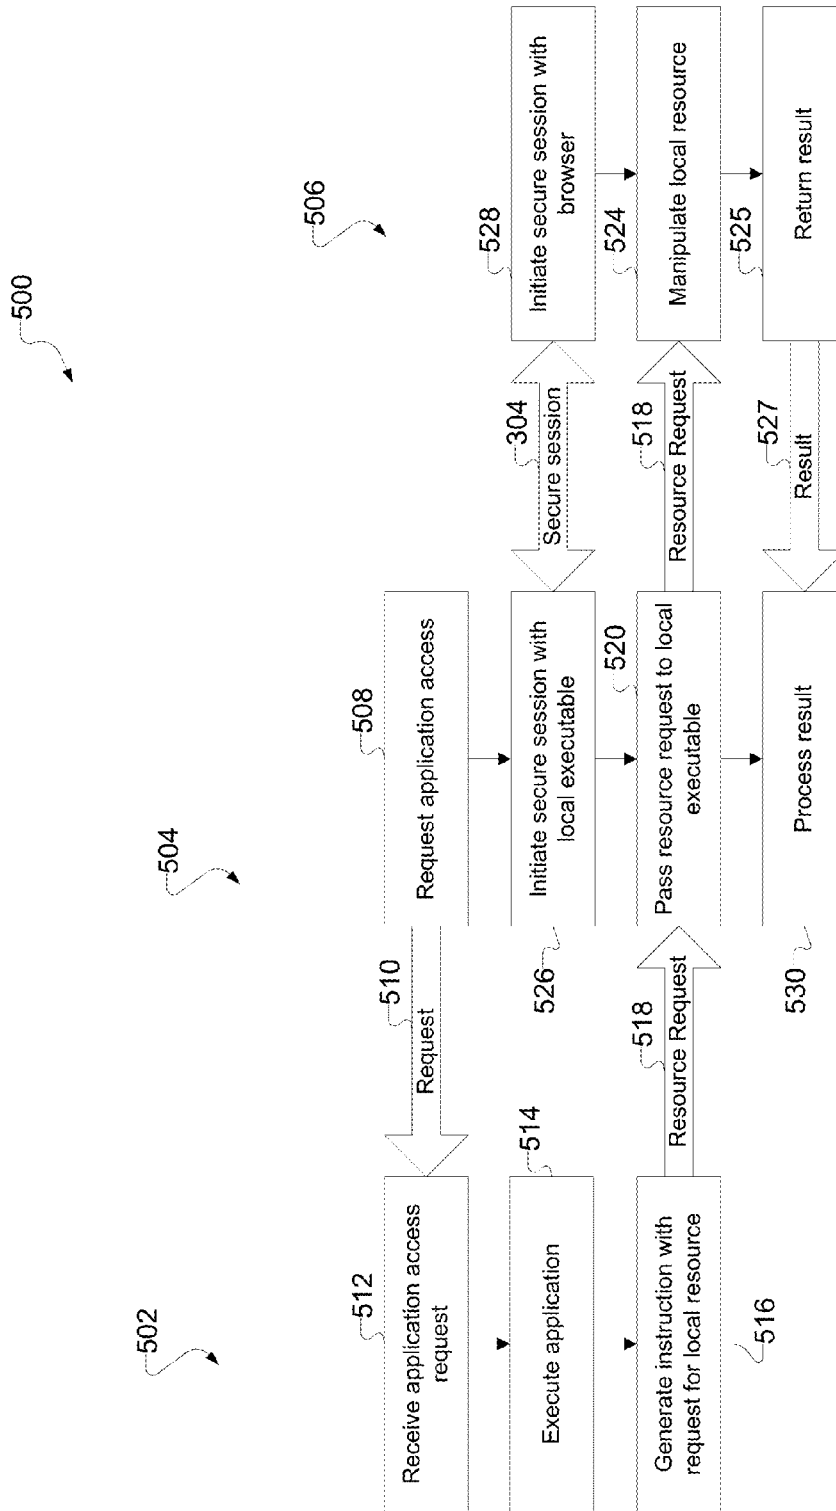 500
502
504
506
512
Receive application access
request
510
Request
508
Request application access
514
Execute application
526
Initiate secure session with
local executable
304
Secure session
528
Initiate secure session with
browser
516
Generate instruction with
request for local resource
518
Resource Request
520
Pass resource request to local
executable
518
Resource Request
524
Manipulate local resource
530
Process result
527
Result
525
Return result